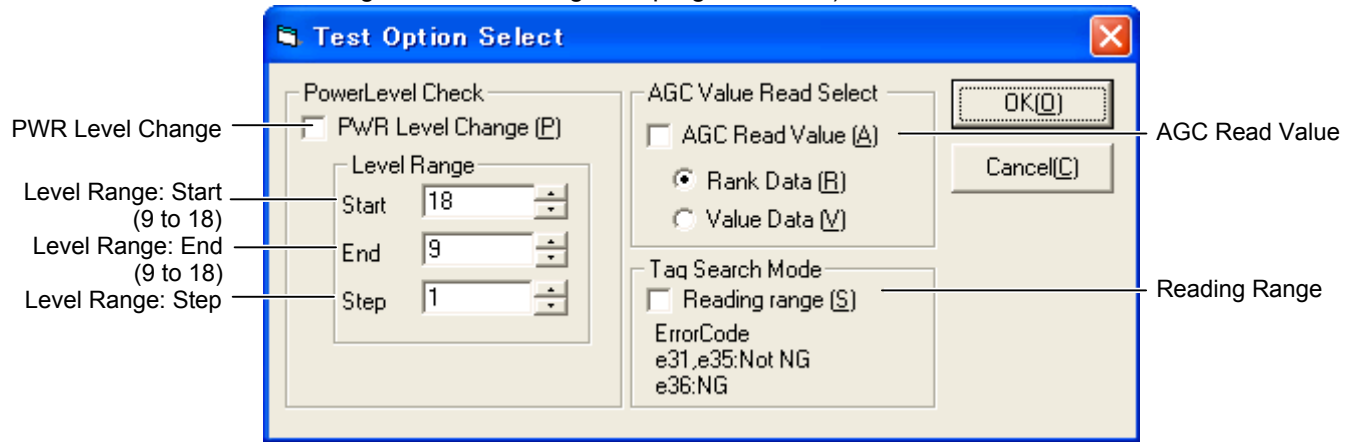 Test Option Select
PowerLevel Check
PWR Level Change (P)
Level Range
Start 18
End 9
Step 1
AGC Value Read Select
AGC Read Value (A)
Rank Data (R)
Value Data (V)
Tag Search Mode
Reading range (S)
ErrorCode
e31,e35:Not NG
e36:NG
OK(O)
Cancel(C)
PWR Level Change
Level Range: Start
(9 to 18)
Level Range: End
(9 to 18)
Level Range: Step
AGC Read Value
Reading Range